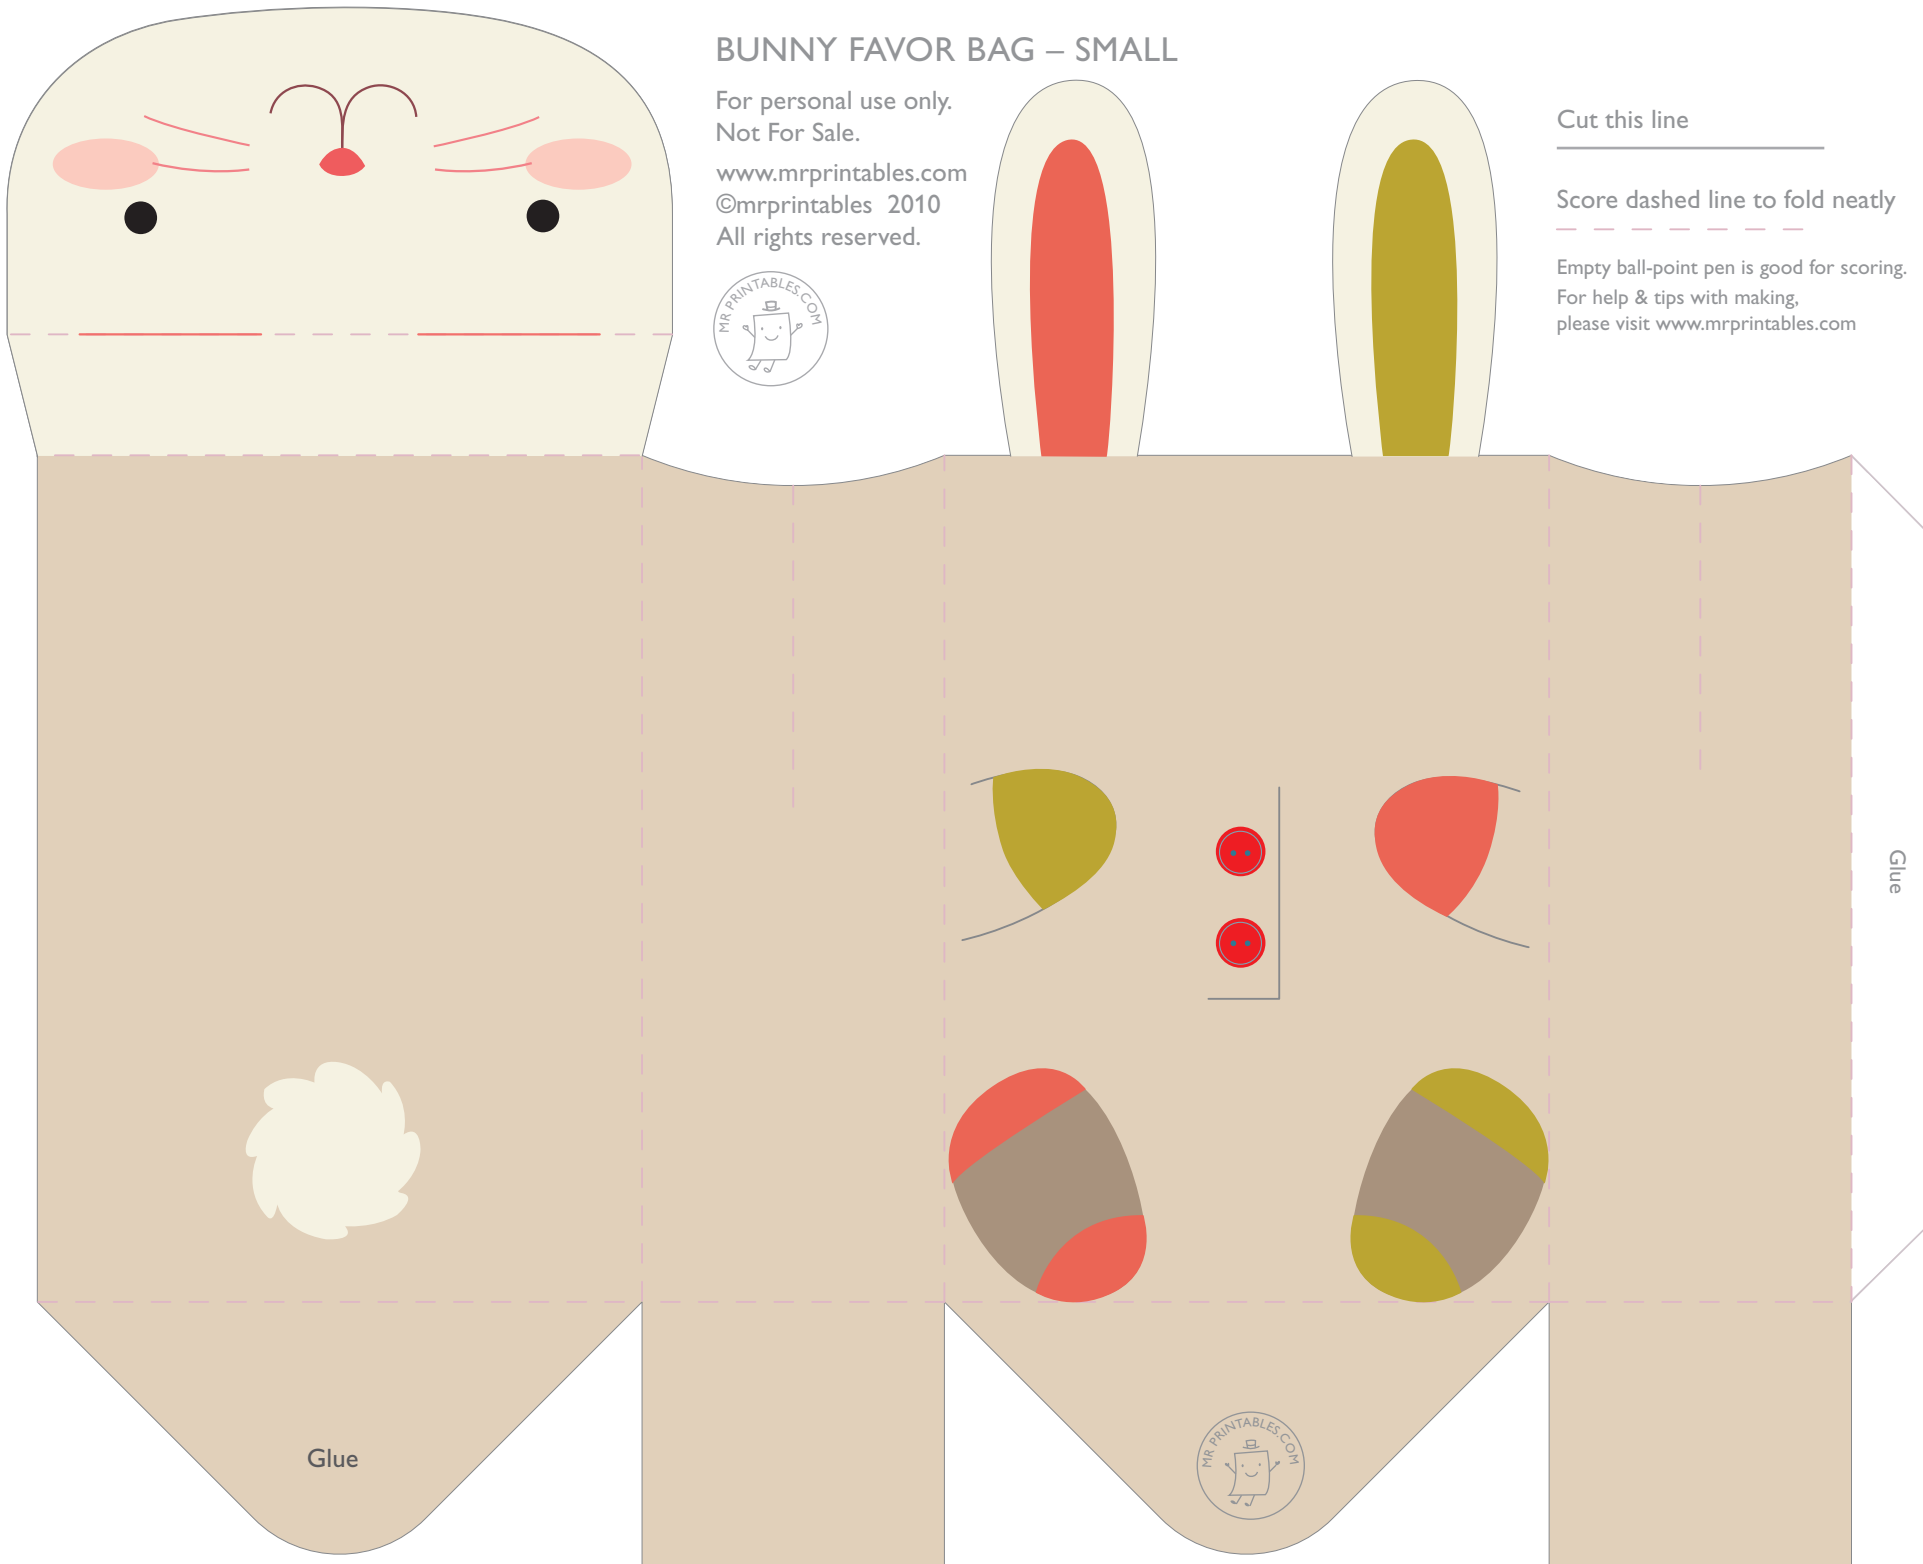 BUNNY FAVOR BAG – SMALL
For personal use only.
Not For Sale.
www.mrprintables.com
©mrprintables 2010
All rights reserved.
MR PRINTABLES.COM
Cut this line
Score dashed line to fold neatly
Empty ball-point pen is good for scoring.
For help & tips with making,
please visit www.mrprintables.com
Glue
Glue
MR PRINTABLES.COM